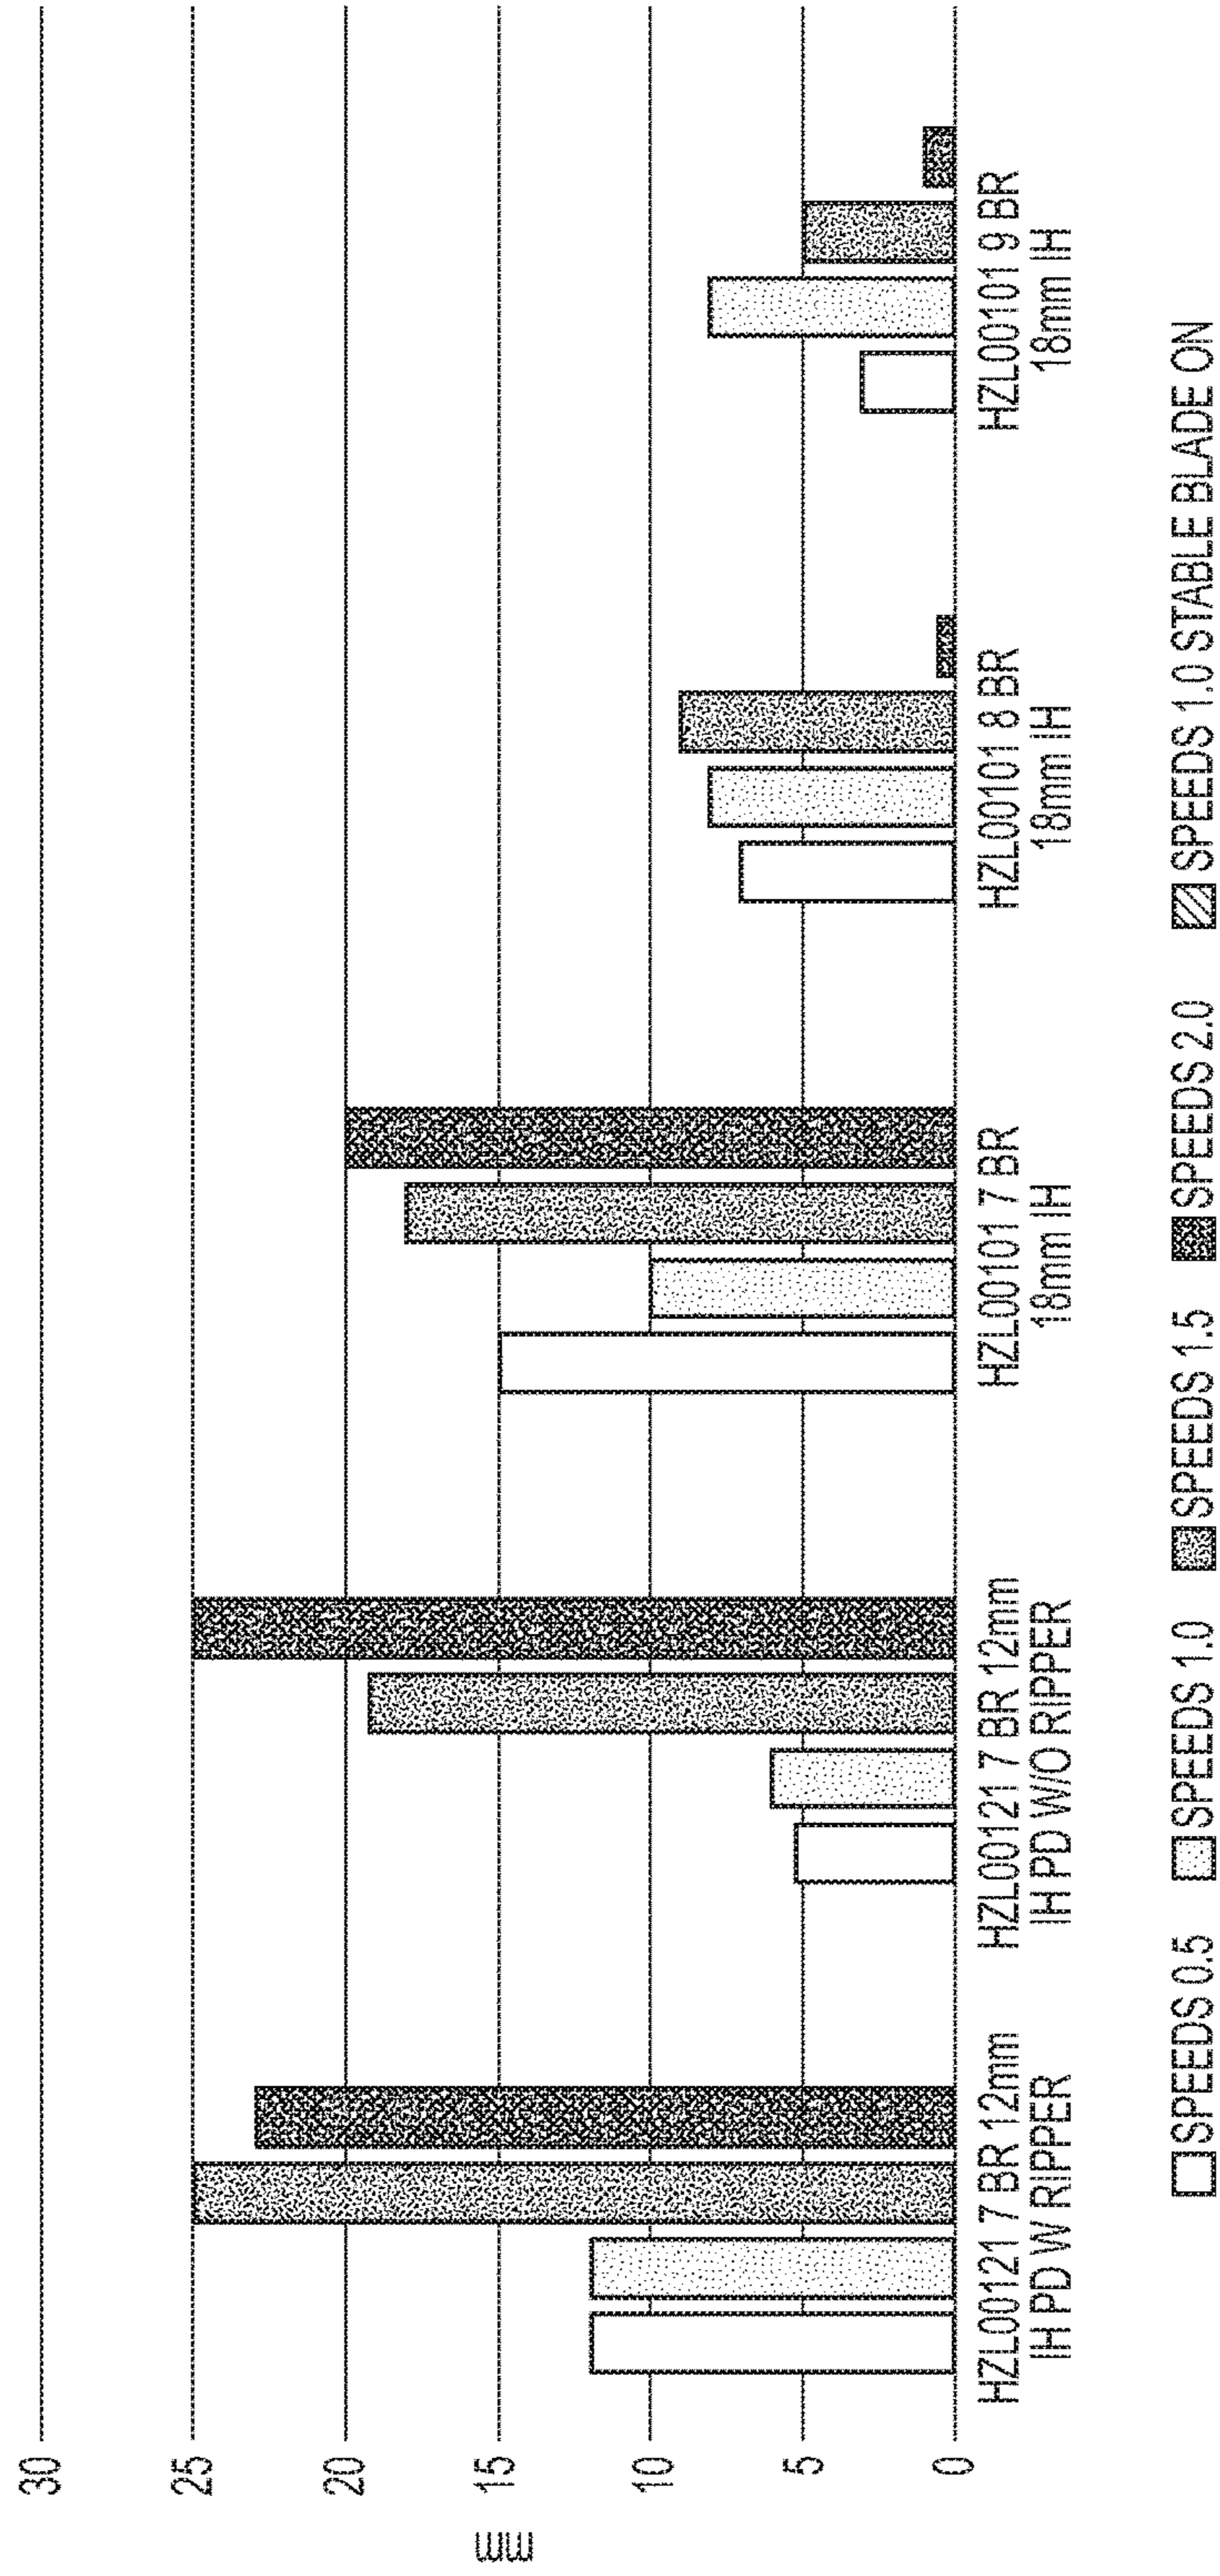 30
25
20
15
10
5
0
mm
HZL00121 7 BR 12mm
IH PD W RIPPER
HZL00121 7 BR 12mm
IH PD W/O RIPPER
HZL00101 7 BR
18mm IH
HZL00101 8 BR
18mm IH
HZL00101 9 BR
18mm IH
SPEEDS 0.5 SPEEDS 1.0 SPEEDS 1.5 SPEEDS 2.0 SPEEDS 1.0 STABLE BLADE ON